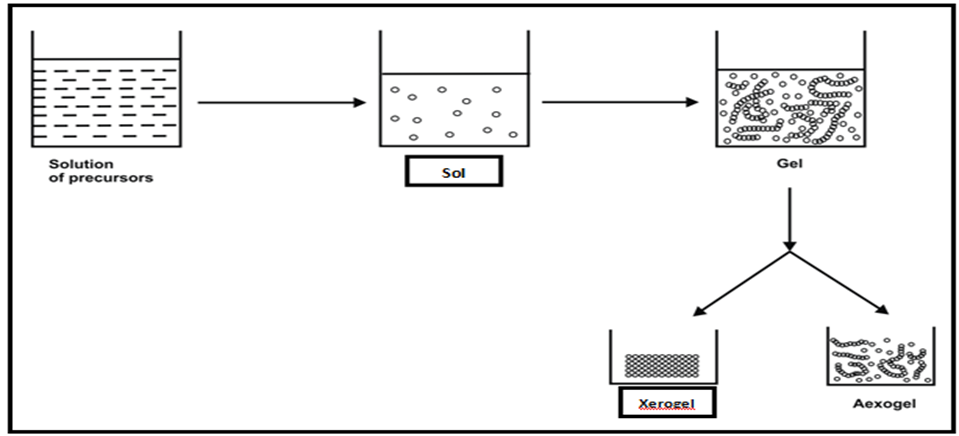 Solution
of precursors
Sol
Gel
Xerogel
Aexogel